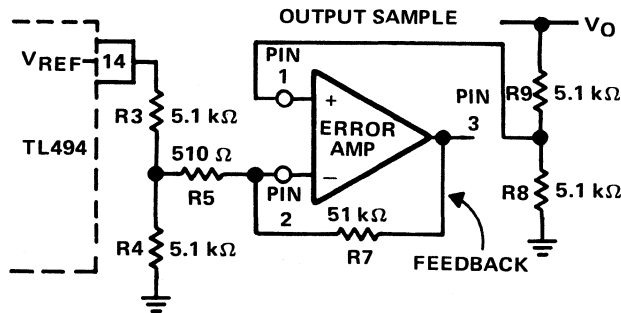 OUTPUT SAMPLE
VO
VREF
14
PIN
1
+
R9
5.1 kΩ
PIN
3
R3
5.1 kΩ
ERROR
AMP
TL494
510 Ω
R5
−
PIN
2
R8
5.1 kΩ
51 kΩ
R7
R4
5.1 kΩ
FEEDBACK